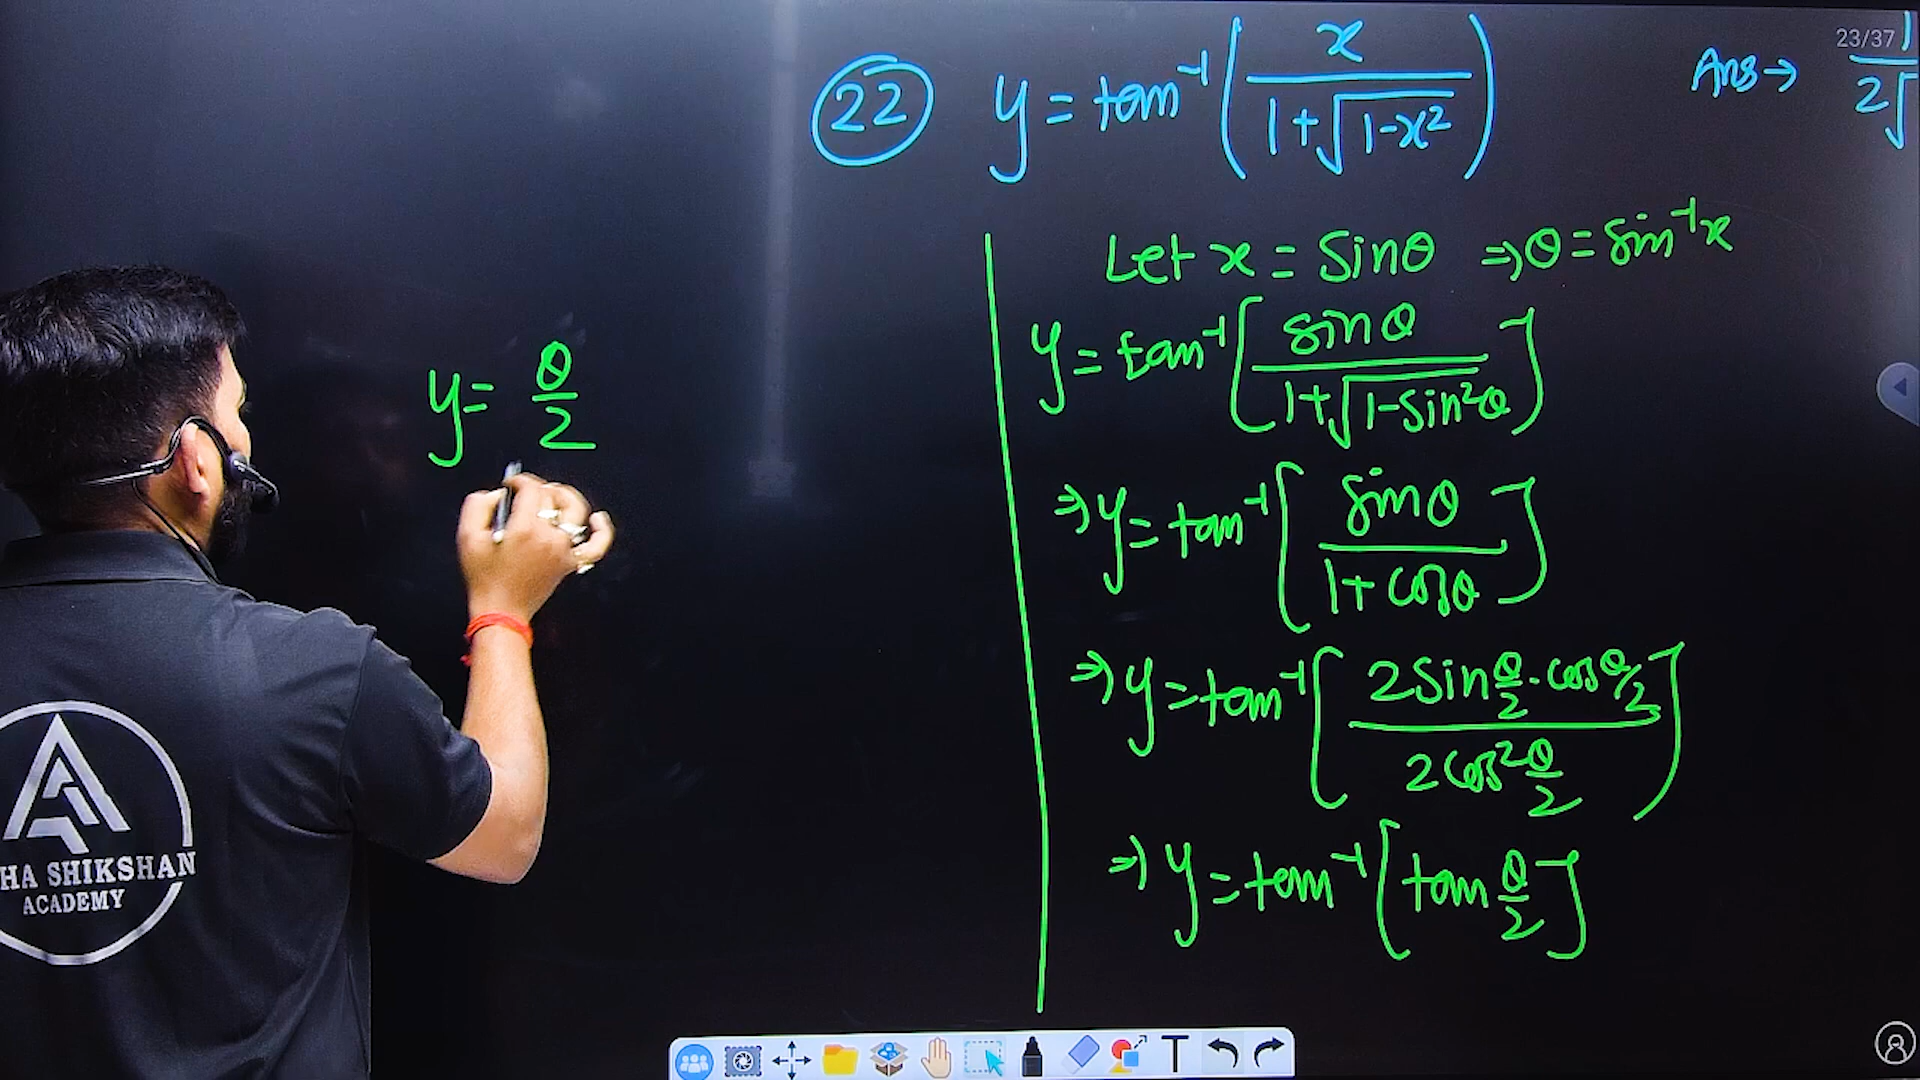 23/37
(22) y = tan⁻¹(x/(1+√(1-x²))) Ans → 1/2√
Let x = Sinθ ⇒ θ = sin⁻¹x
y = tan⁻¹[sinθ/(1+√(1-Sin²θ))]
⇒ y = tan⁻¹[sinθ/(1+cosθ)]
⇒ y = tan⁻¹[2Sin θ/2 · cos θ/2 / 2cos² θ/2]
⇒ y = tan⁻¹[tan θ/2]
y = θ/2
HA SHIKSHAN
ACADEMY
T